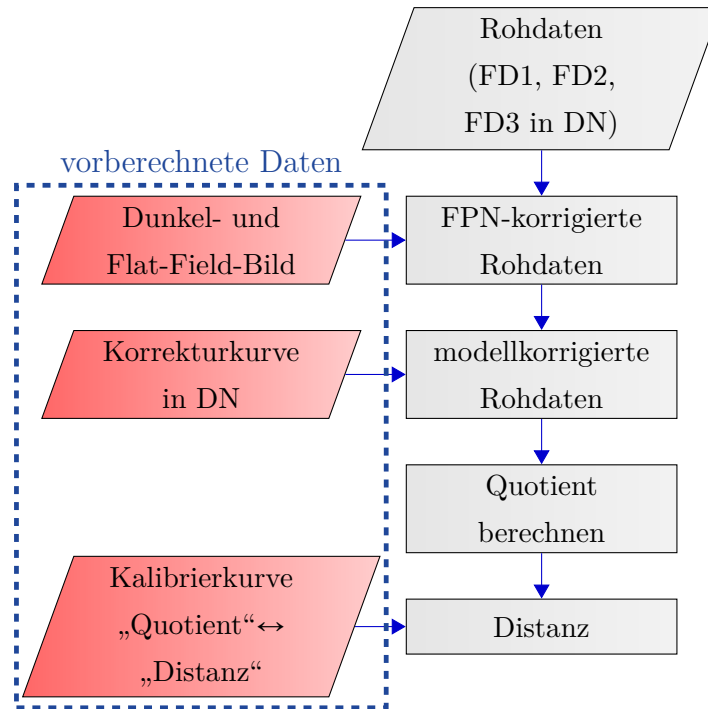 Rohdaten
(FD1, FD2,
FD3 in DN)
vorberechnete Daten
Dunkel- und
Flat-Field-Bild
FPN-korrigierte
Rohdaten
Korrekturkurve
in DN
modellkorrigierte
Rohdaten
Quotient
berechnen
Kalibrierkurve
„Quotient“↔
„Distanz“
Distanz